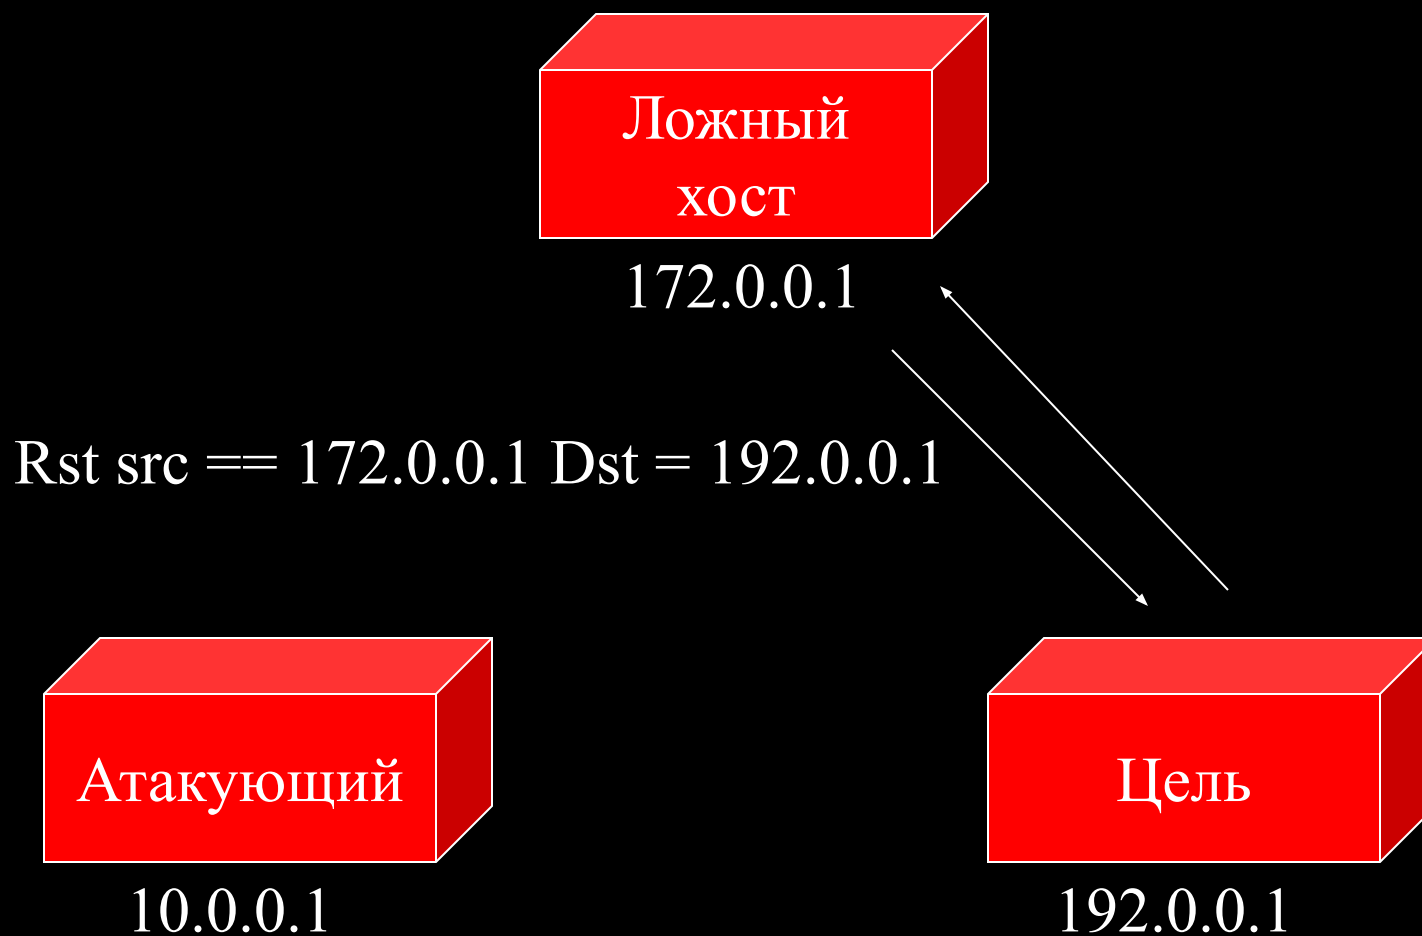 Ложный
хост
172.0.0.1
Rst src == 172.0.0.1 Dst = 192.0.0.1
Атакующий
10.0.0.1
Цель
192.0.0.1